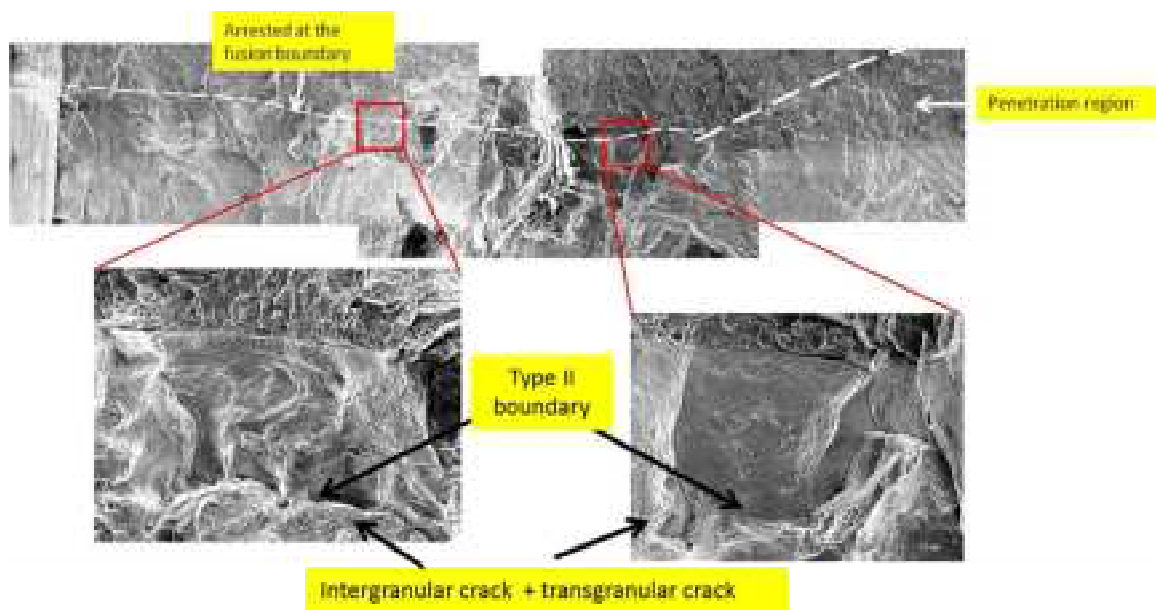 Arrested at the
fusion boundary
Penetration region
Type II
boundary
Intergranular crack + transgranular crack